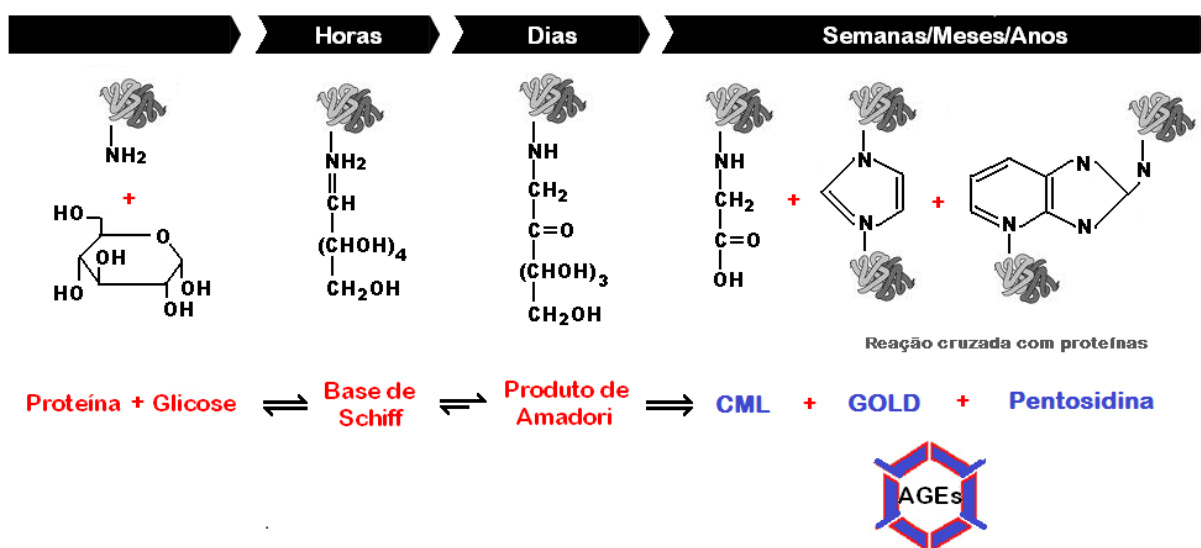 Horas
Dias
Semanas/Meses/Anos
NH2
+
HO
O
OH
HO
HO
OH
OH
NH2
CH
(CHOH)4
CH2OH
NH
CH2
C=O
(CHOH)3
CH2OH
NH
CH2
C=O
OH
+
N
N
+
N
N
N
N
Reação cruzada com proteínas
Proteína + Glicose
Base de
Schiff
Produto de
Amadori
CML + GOLD + Pentosidina
AGEs